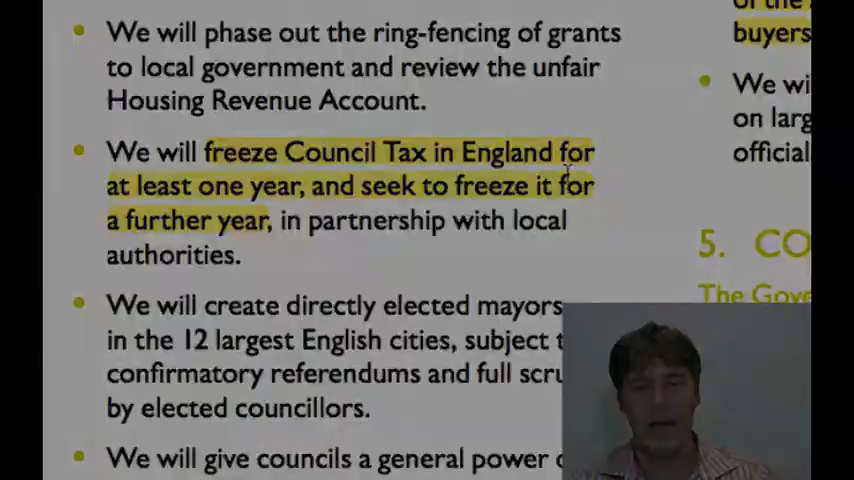 We will phase out the ring-fencing of grants
to local government and review the unfair
Housing Revenue Account.
We will freeze Council Tax in England for
at least one year, and seek to freeze it for
a further year, in partnership with local
authorities.
We will create directly elected mayors
in the 12 largest English cities, subject
confirmatory referendums and full
by elected councillors.
We will give councils a general power
of the
buyers
We
on
official
5. CO
The